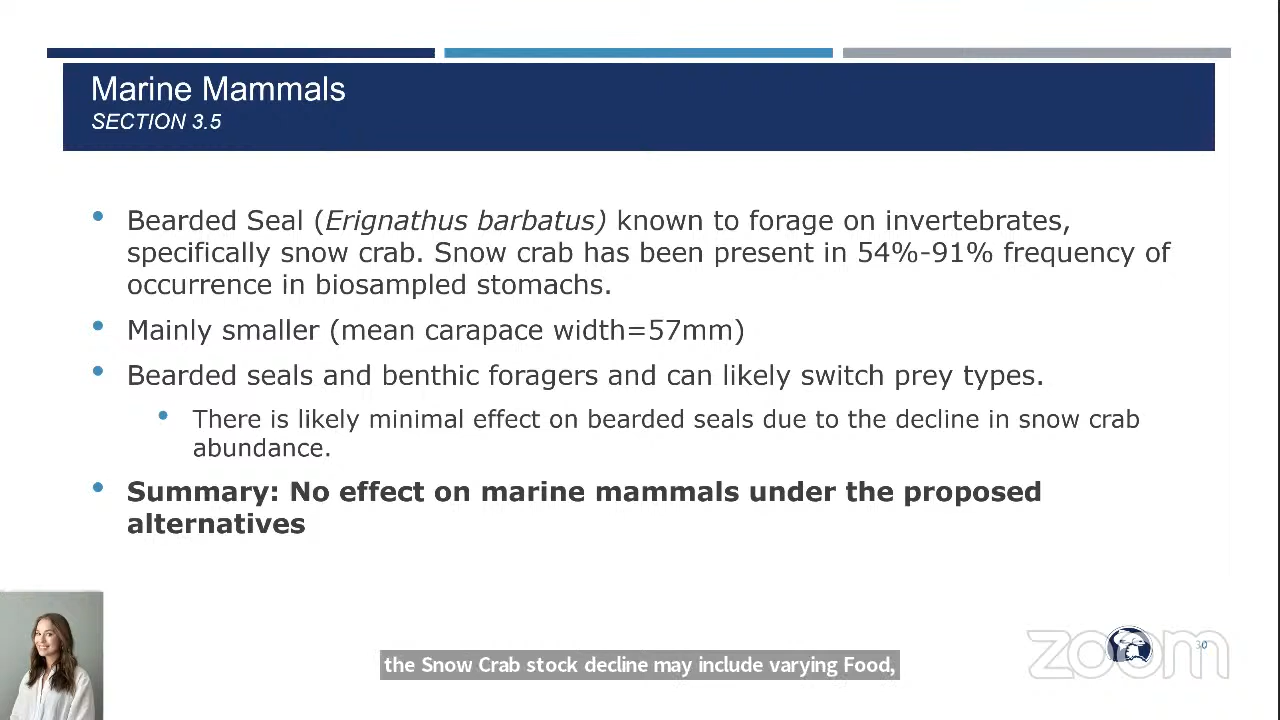 Marine Mammals
SECTION 3.5
• Bearded Seal (Erignathus barbatus) known to forage on invertebrates,
specifically snow crab. Snow crab has been present in 54%-91% frequency of
occurrence in biosampled stomachs.
• Mainly smaller (mean carapace width=57mm)
• Bearded seals and benthic foragers and can likely switch prey types.
• There is likely minimal effect on bearded seals due to the decline in snow crab
abundance.
• Summary: No effect on marine mammals under the proposed
alternatives
zoom
30
the Snow Crab stock decline may include varying Food,